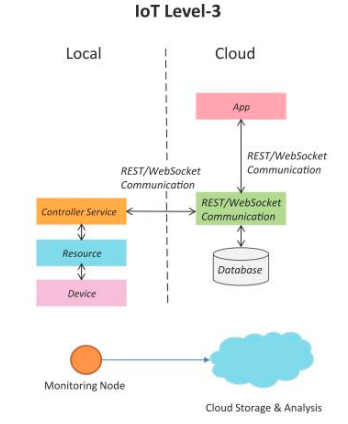 IoT Level-3
Local
Cloud
App
REST/WebSocket
Communication
REST/WebSocket
Communication
Controller Service
REST/WebSocket
Communication
Resource
Database
Device
Monitoring Node
Cloud Storage & Analysis